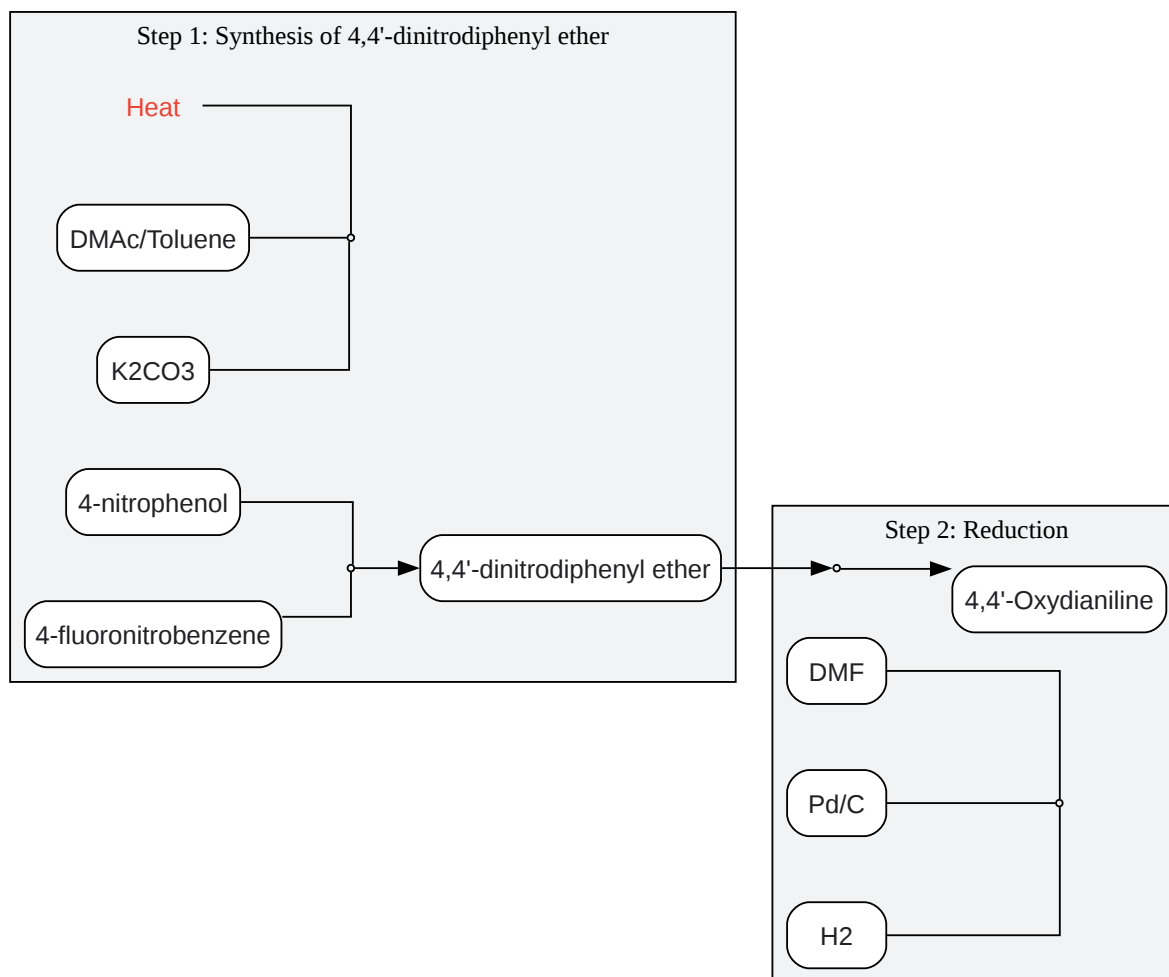 Step 1: Synthesis of 4,4'-dinitrodiphenyl ether
Heat
DMAc/Toluene
K2CO3
4-nitrophenol
4-fluoronitrobenzene
4,4'-dinitrodiphenyl ether
Step 2: Reduction
4,4'-Oxydianiline
DMF
Pd/C
H2